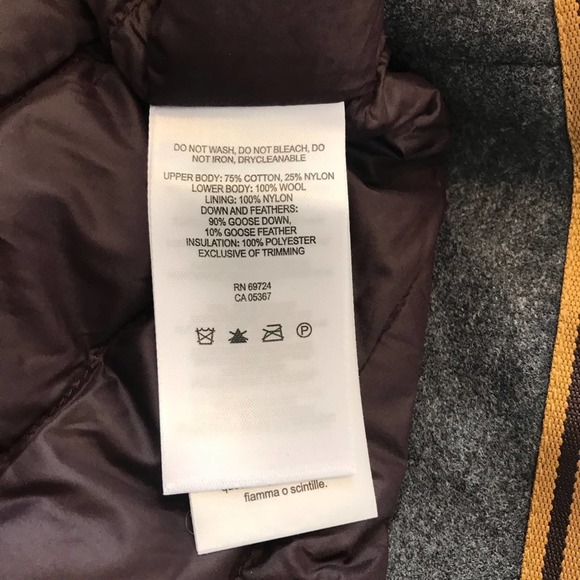 DO NOT WASH, DO NOT BLEACH, DO
NOT IRON, DRYCLEANABLE
UPPER BODY: 75% COTTON, 25% NYLON
LOWER BODY: 100% WOOL
LINING: 100% NYLON
DOWN AND FEATHERS:
90% GOOSE DOWN,
10% GOOSE FEATHER
INSULATION: 100% POLYESTER
EXCLUSIVE OF TRIMMING
RN 69724
CA 05367
P
fiamma o scintille.